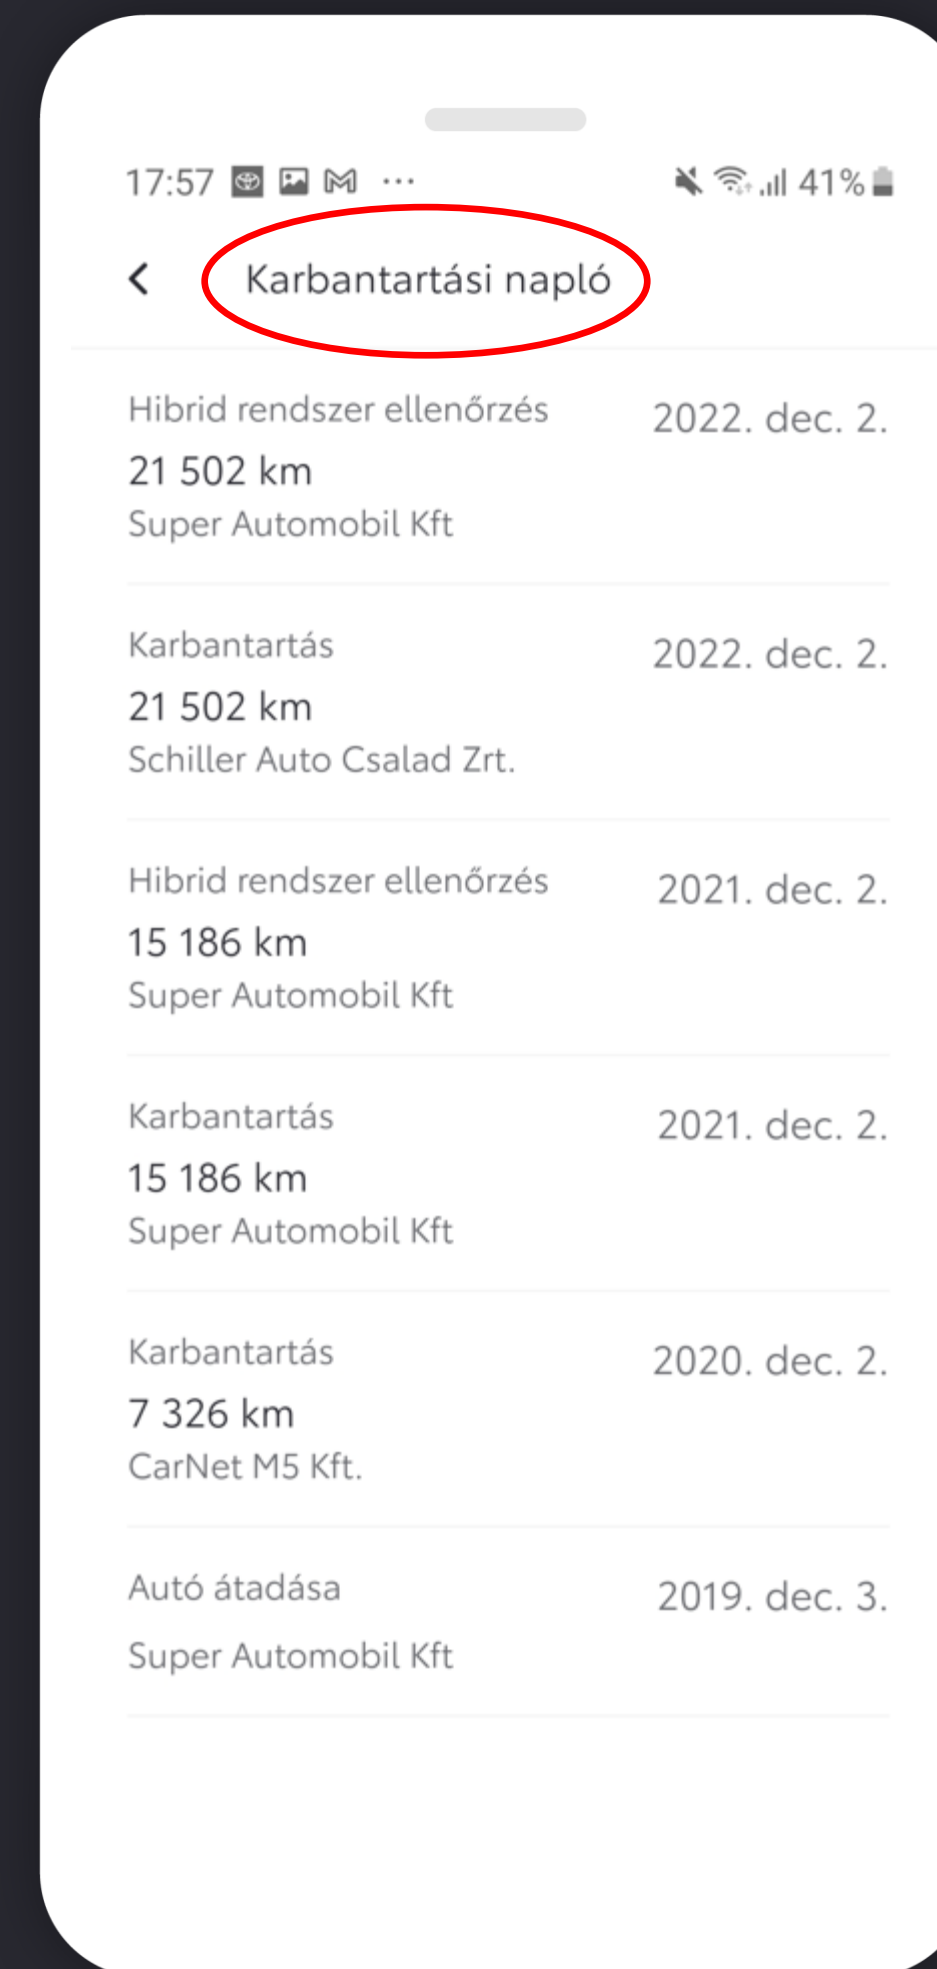 17:57 41%
Karbantartási napló
Hibrid rendszer ellenőrzés 2022. dec. 2.
21 502 km
Super Automobil Kft
Karbantartás 2022. dec. 2.
21 502 km
Schiller Auto Csalad Zrt.
Hibrid rendszer ellenőrzés 2021. dec. 2.
15 186 km
Super Automobil Kft
Karbantartás 2021. dec. 2.
15 186 km
Super Automobil Kft
Karbantartás 2020. dec. 2.
7 326 km
CarNet M5 Kft.
Autó átadása 2019. dec. 3.
Super Automobil Kft